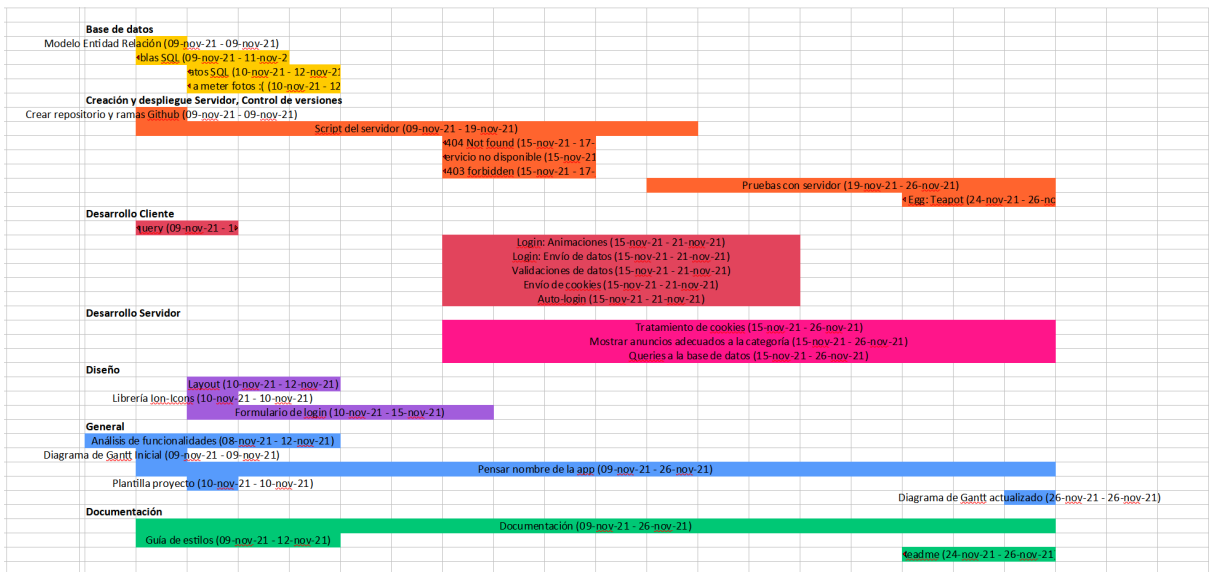 Base de datos
Modelo Entidad Relación (09-nov-21 - 09-nov-21)
blas SQL (09-nov-21 - 11-nov-2
atos SQL (10-nov-21 - 12-nov-21
a meter fotos :( (10-nov-21 - 12
Creación y despliegue Servidor, Control de versiones
Crear repositorio y ramas Github (09-nov-21 - 09-nov-21)
Script del servidor (09-nov-21 - 19-nov-21)
404 Not found (15-nov-21 - 17-
ervicio no disponible (15-nov-21
403 forbidden (15-nov-21 - 17-
Pruebas con servidor (19-nov-21 - 26-nov-21)
Egg: Teapot (24-nov-21 - 26-no
Desarrollo Cliente
query (09-nov-21 - 1
Login: Animaciones (15-nov-21 - 21-nov-21)
Login: Envío de datos (15-nov-21 - 21-nov-21)
Validaciones de datos (15-nov-21 - 21-nov-21)
Envío de cookies (15-nov-21 - 21-nov-21)
Auto-login (15-nov-21 - 21-nov-21)
Desarrollo Servidor
Tratamiento de cookies (15-nov-21 - 26-nov-21)
Mostrar anuncios adecuados a la categoría (15-nov-21 - 26-nov-21)
Queries a la base de datos (15-nov-21 - 26-nov-21)
Diseño
Layout (10-nov-21 - 12-nov-21)
Librería Ion-Icons (10-nov-21 - 10-nov-21)
Formulario de login (10-nov-21 - 15-nov-21)
General
Análisis de funcionalidades (08-nov-21 - 12-nov-21)
Diagrama de Gantt Inicial (09-nov-21 - 09-nov-21)
Pensar nombre de la app (09-nov-21 - 26-nov-21)
Plantilla proyecto (10-nov-21 - 10-nov-21)
Diagrama de Gantt actualizado (26-nov-21 - 26-nov-21)
Documentación
Documentación (09-nov-21 - 26-nov-21)
Guía de estilos (09-nov-21 - 12-nov-21)
eadme (24-nov-21 - 26-nov-21